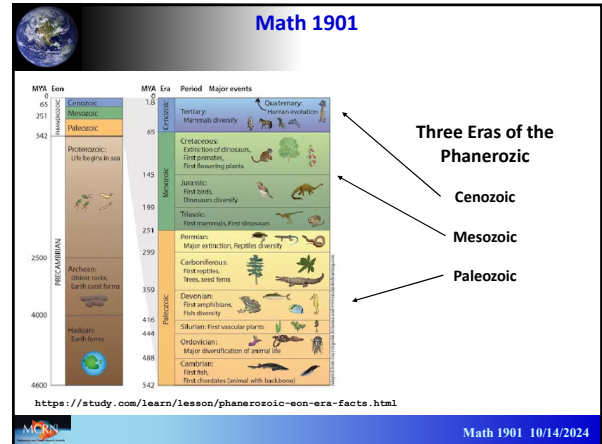 Math 1901
MYA Eon
MYA Era Period Major events
0
65
251
542
2500
4000
4600
PHANEROZOIC
PRECAMBRIAN
Cenozoic
Mesozoic
Paleozoic
Proterozoic:
Life begins in sea
Archean:
Oldest rocks,
Earth crust forms
Hadean:
Earth forms
0
1.8
65
145
199
251
299
359
416
444
488
542
Cenozoic
Mesozoic
Paleozoic
Quaternary:
Human evolution
Tertiary:
Mammals diversify
Cretaceous:
Extinction of dinosaurs,
First primates,
First flowering plants
Jurassic:
First birds,
Dinosaurs diversify
Triassic:
First mammals, First dinosaurs
Permian:
Major extinction, Reptiles diversify
Carboniferous:
First reptiles,
Trees, seed ferns
Devonian:
First amphibians,
Fish diversify
Silurian: First vascular plants
Ordovician:
Major diversification of animal life
Cambrian:
First fish,
First chordates (animal with backbone)
Three Eras of the
Phanerozic
Cenozoic
Mesozoic
Paleozoic
https://study.com/learn/lesson/phanerozoic-eon-era-facts.html
MCRN
Math 1901 10/14/2024